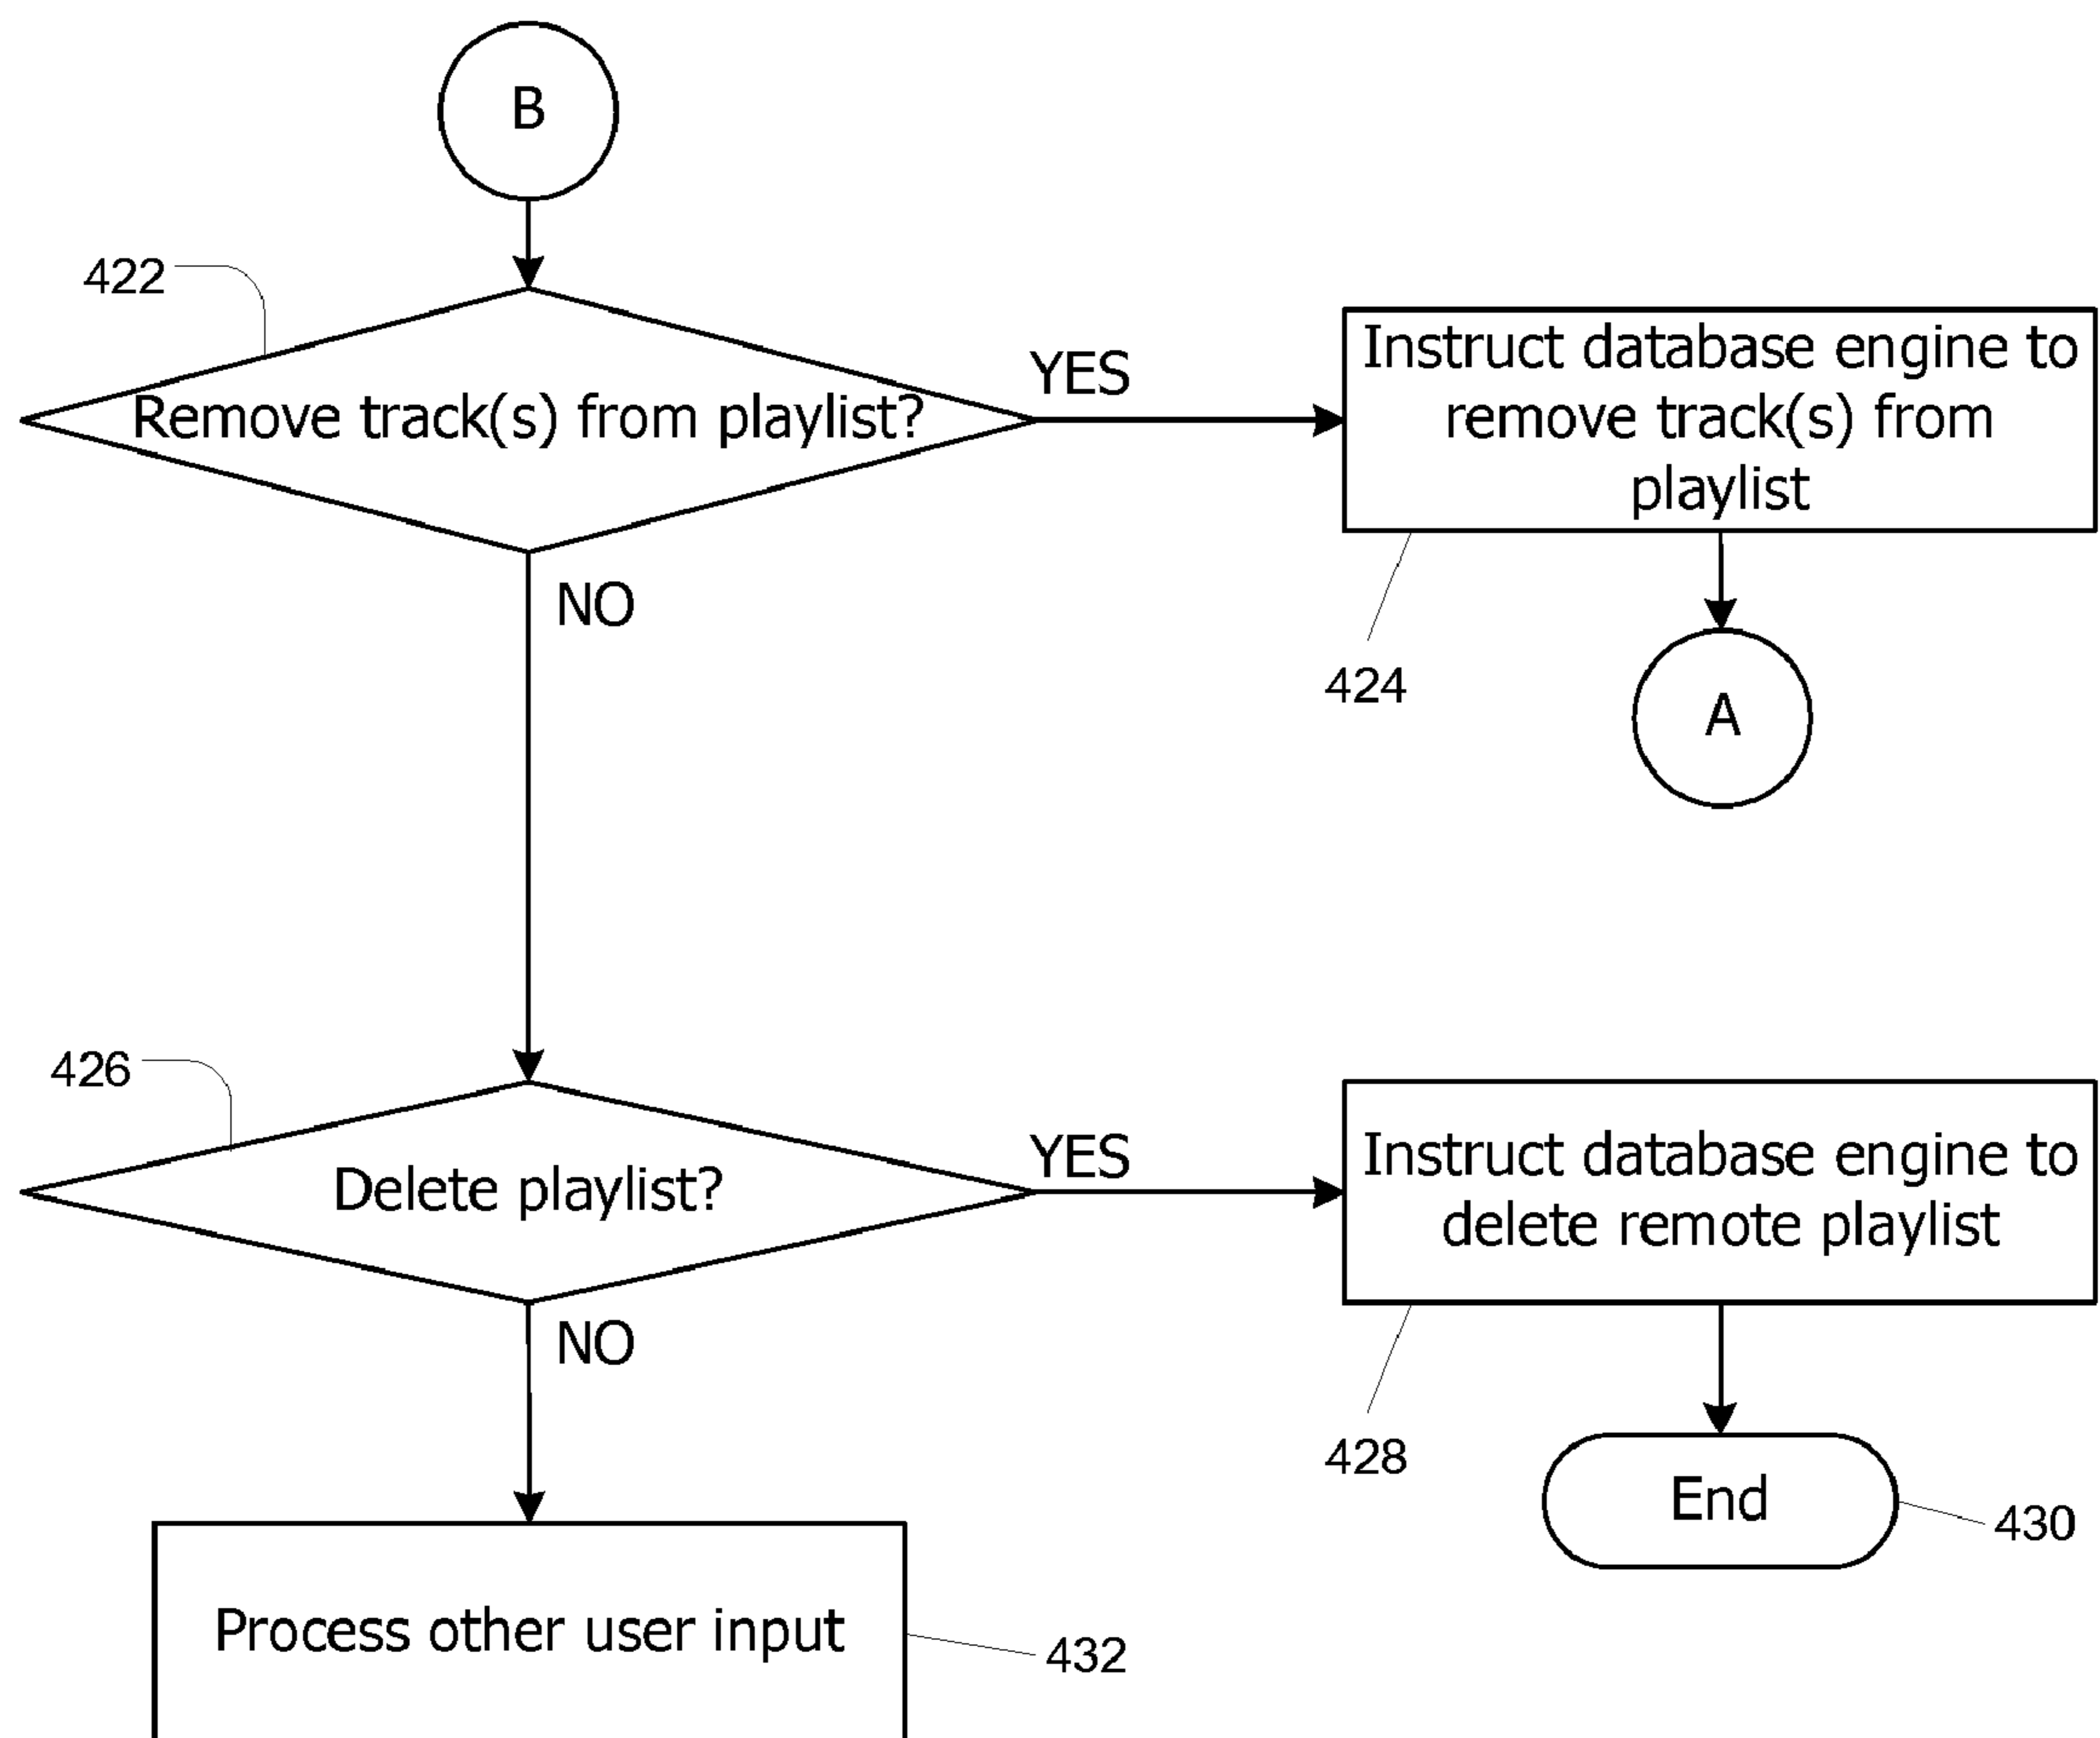 B
422
Remove track(s) from playlist?
YES
Instruct database engine to
remove track(s) from
playlist
NO
424
A
426
Delete playlist?
YES
Instruct database engine to
delete remote playlist
NO
428
End
430
Process other user input
432